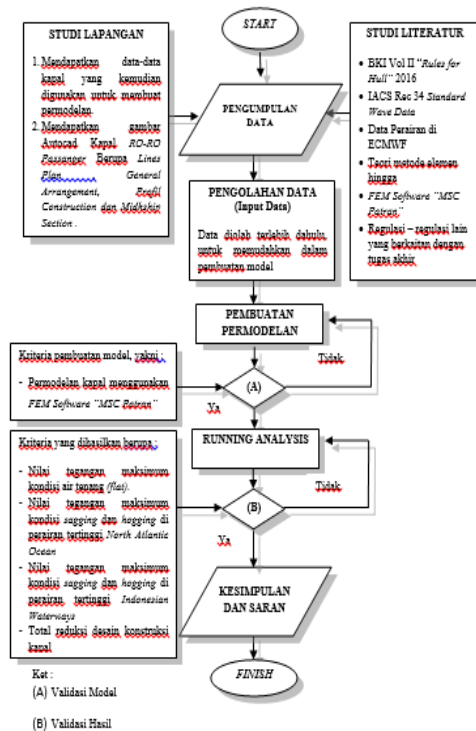 START
STUDI LAPANGAN
1. Mendapatkan data-data
kapal yang kemudian
digunakan untuk membuat
permodelan.
2. Mendapatkan gambar
Autocad Kapal RO-RO
Passanger Berupa Lines
Plan, General
Arrangement, Profil
Construction dan Midhship
Section .
PENGUMPULAN
DATA
STUDI LITERATUR
• BKI Vol II "Rules for
Hull" 2016
• IACS Rec 34 Standard
Wave Data
• Data Perairan di
ECMWF
• Teori metode elemen
hingga
• FEM Software "MSC
Patran"
• Regulasi – regulasi lain
yang berkaitan dengan
tugas akhir
PENGOLAHAN DATA
(Input Data)
Data diolah terlebih dahulu
untuk memudahkan dalam
pembuatan model
PEMBUATAN
PERMODELAN
Tidak
Kriteria pembuatan model, yakni :
- Permodelan kapal menggunakan
FEM Software "MSC Patran"
(A)
Ya
RUNNING ANALYSIS
Tidak
Kriteria yang dihasilkan berupa :
- Nilai tegangan maksimum
kondisi air tenang (flat).
- Nilai tegangan maksimum
kondisi sagging dan hogging di
perairan tertinggi North Atlantic
Ocean
- Nilai tegangan maksimum
kondisi sagging dan hogging di
perairan tertinggi Indonesian
Waterways
- Total reduksi desain konstruksi
kapal
(B)
Ya
KESIMPULAN
DAN SARAN
FINISH
Ket :
(A) Validasi Model
(B) Validasi Hasil